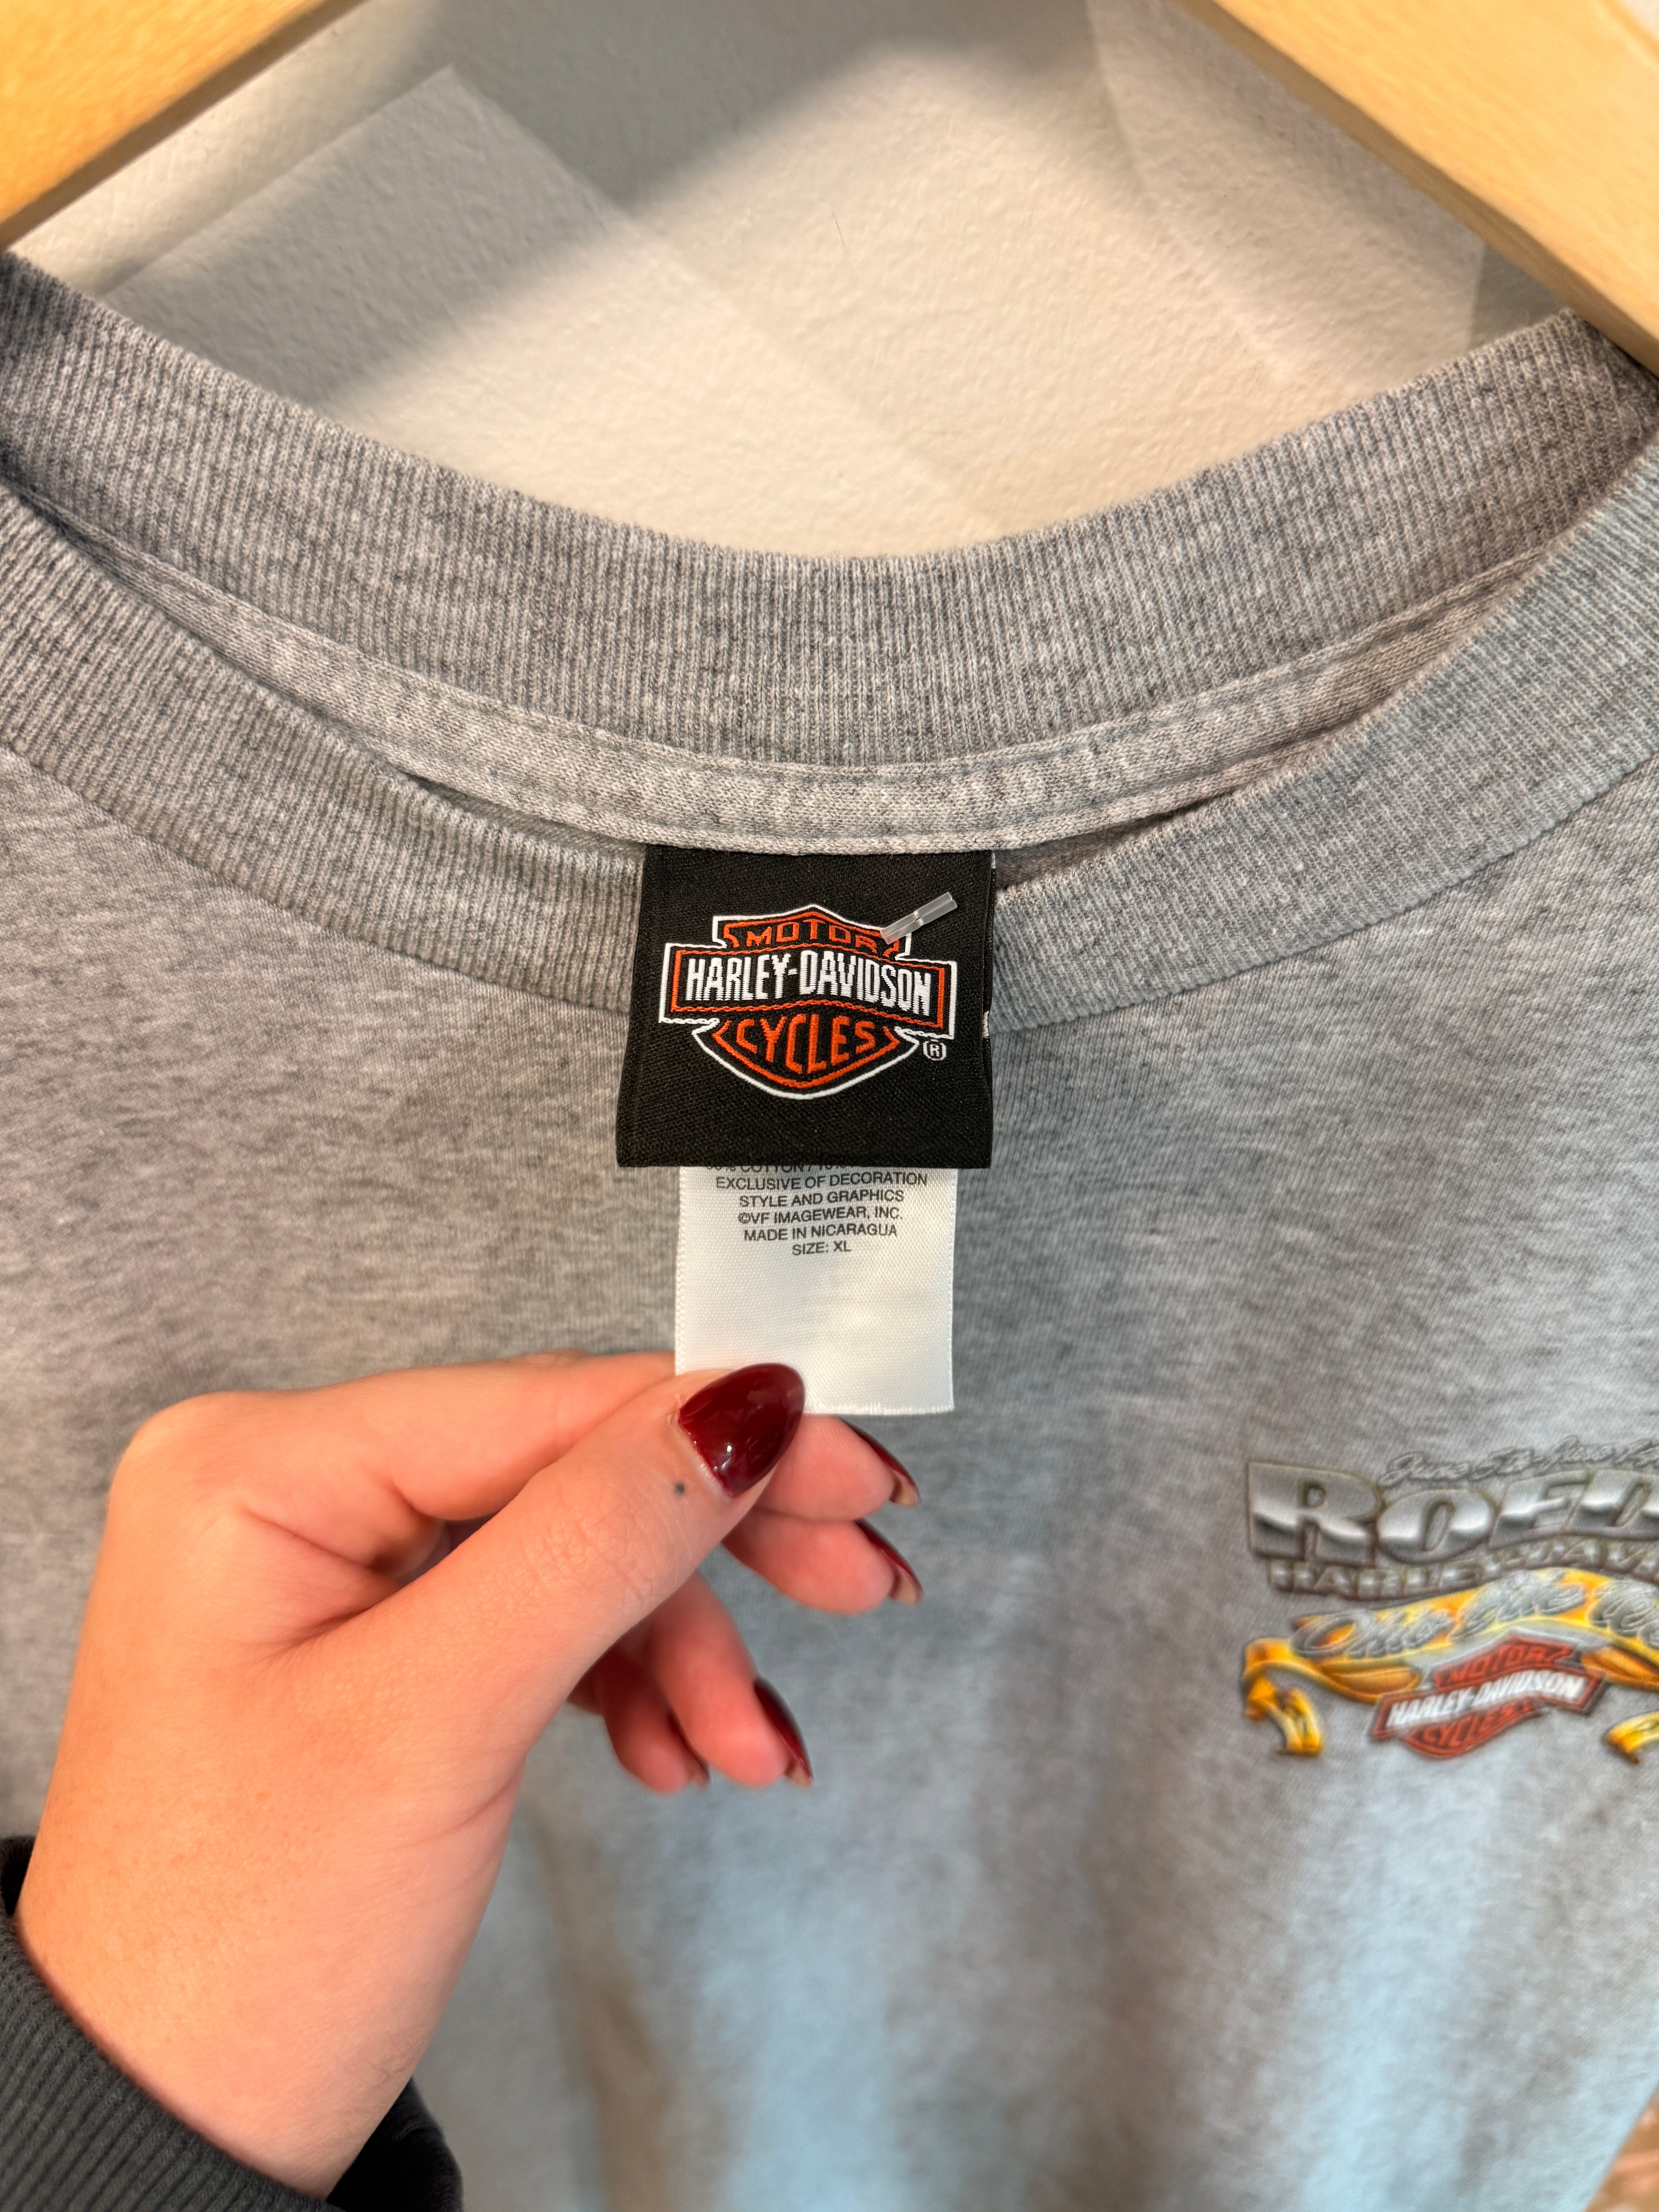 MOTOR
HARLEY-DAVIDSON
CYCLES
®
COTTON /
EXCLUSIVE OF DECORATION
STYLE AND GRAPHICS
©VF IMAGEWEAR, INC.
MADE IN NICARAGUA
SIZE: XL
MOTOR
HARLEY-DAVIDSON
CYCLES